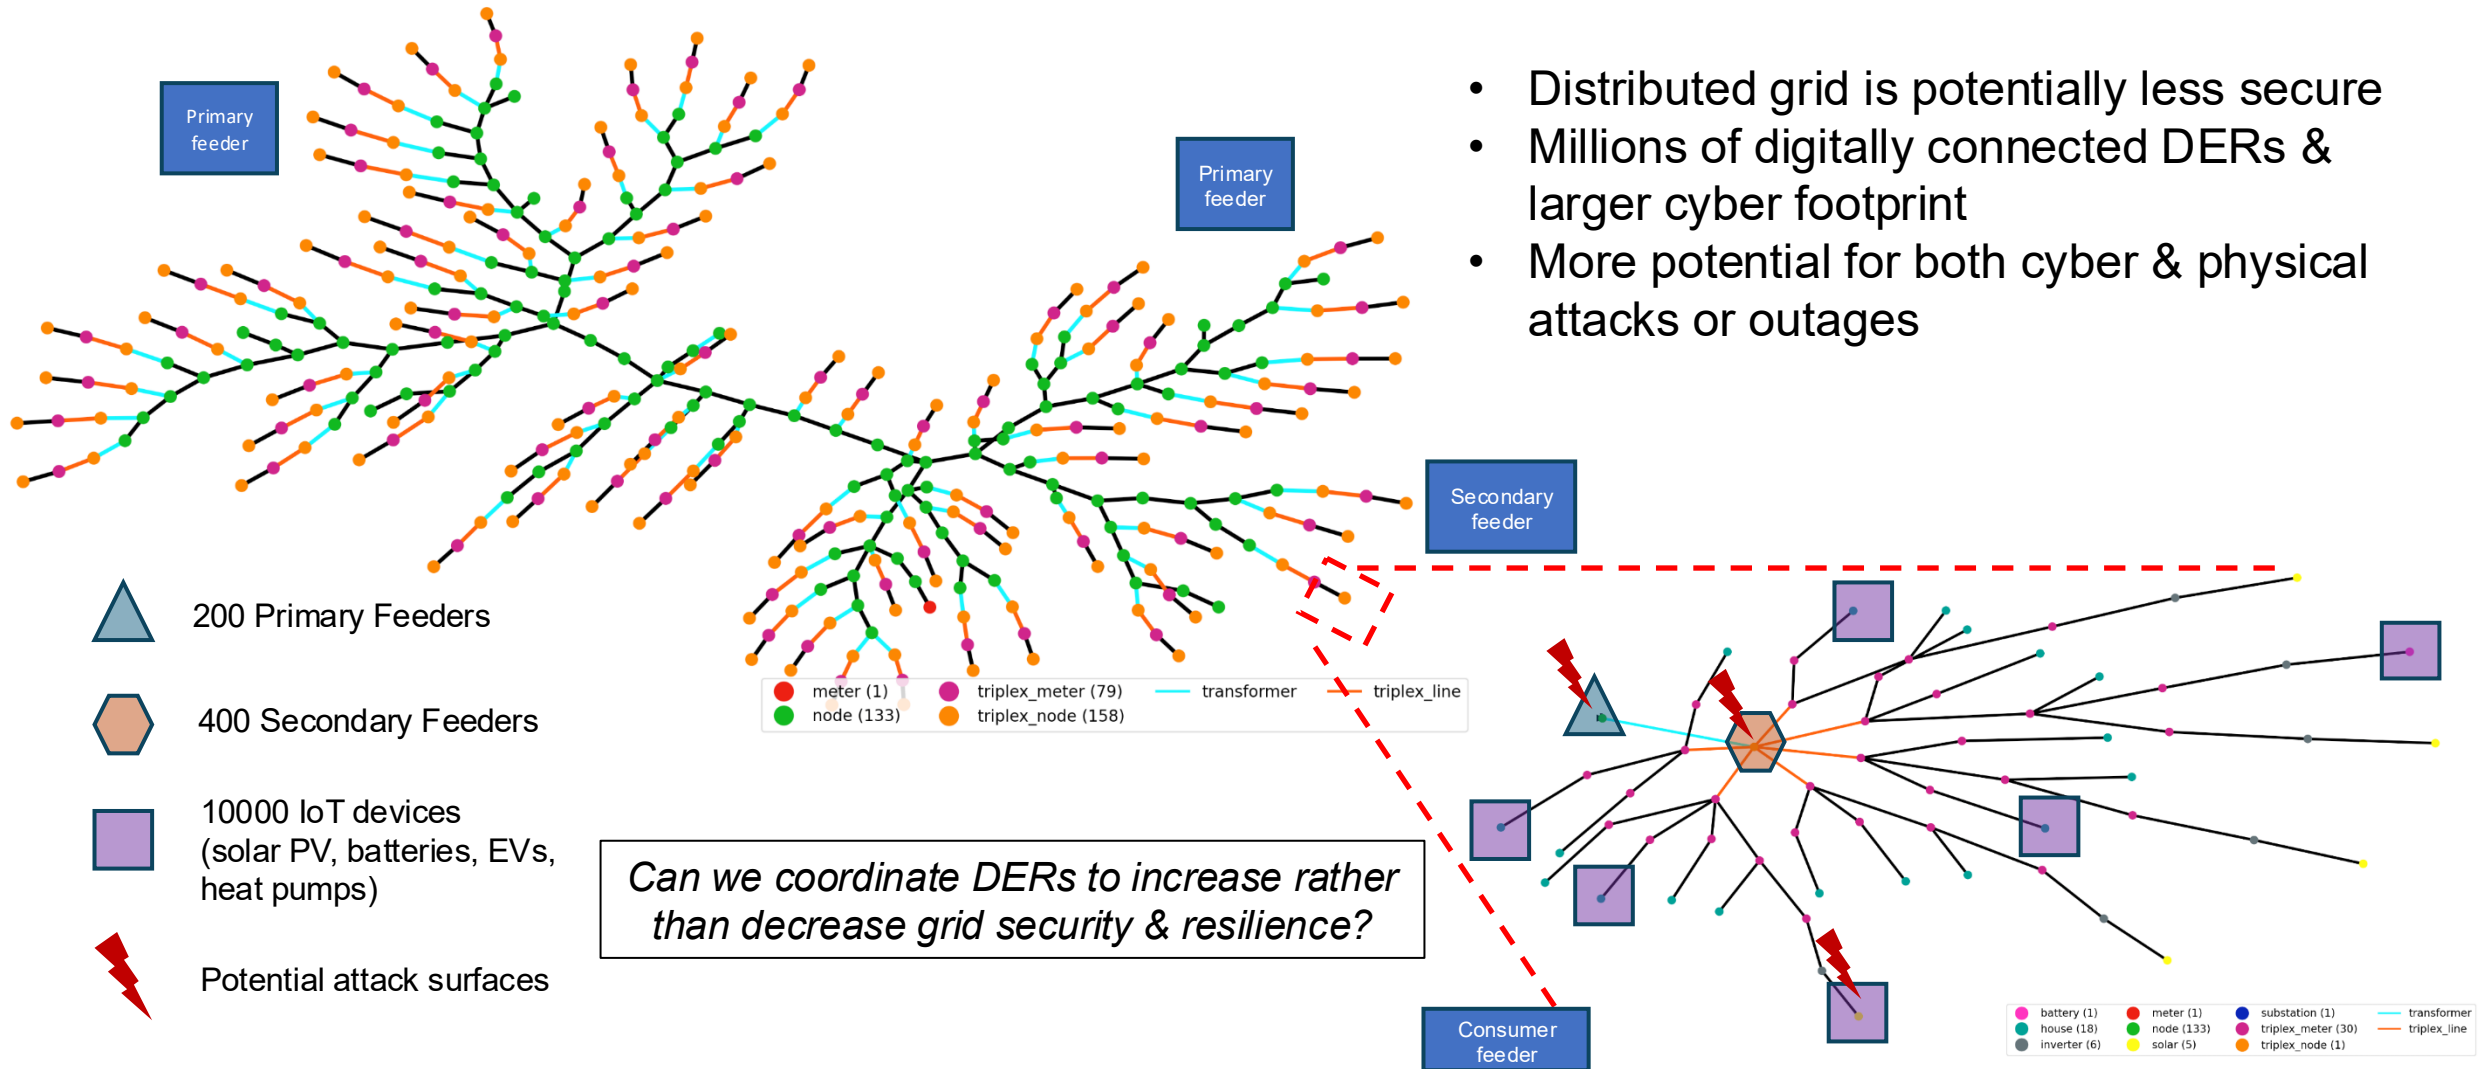 Primary
feeder
Primary
feeder
• Distributed grid is potentially less secure
• Millions of digitally connected DERs &
larger cyber footprint
• More potential for both cyber & physical
attacks or outages
Secondary
feeder
200 Primary Feeders
400 Secondary Feeders
10000 IoT devices
(solar PV, batteries, EVs,
heat pumps)
Potential attack surfaces
meter (1)
node (133)
triplex_meter (79)
triplex_node (158)
transformer
triplex_line
Can we coordinate DERs to increase rather
than decrease grid security & resilience?
Consumer
feeder
battery (1)
house (18)
inverter (6)
meter (1)
node (133)
solar (5)
substation (1)
triplex_meter (30)
triplex_node (1)
transformer
triplex_line